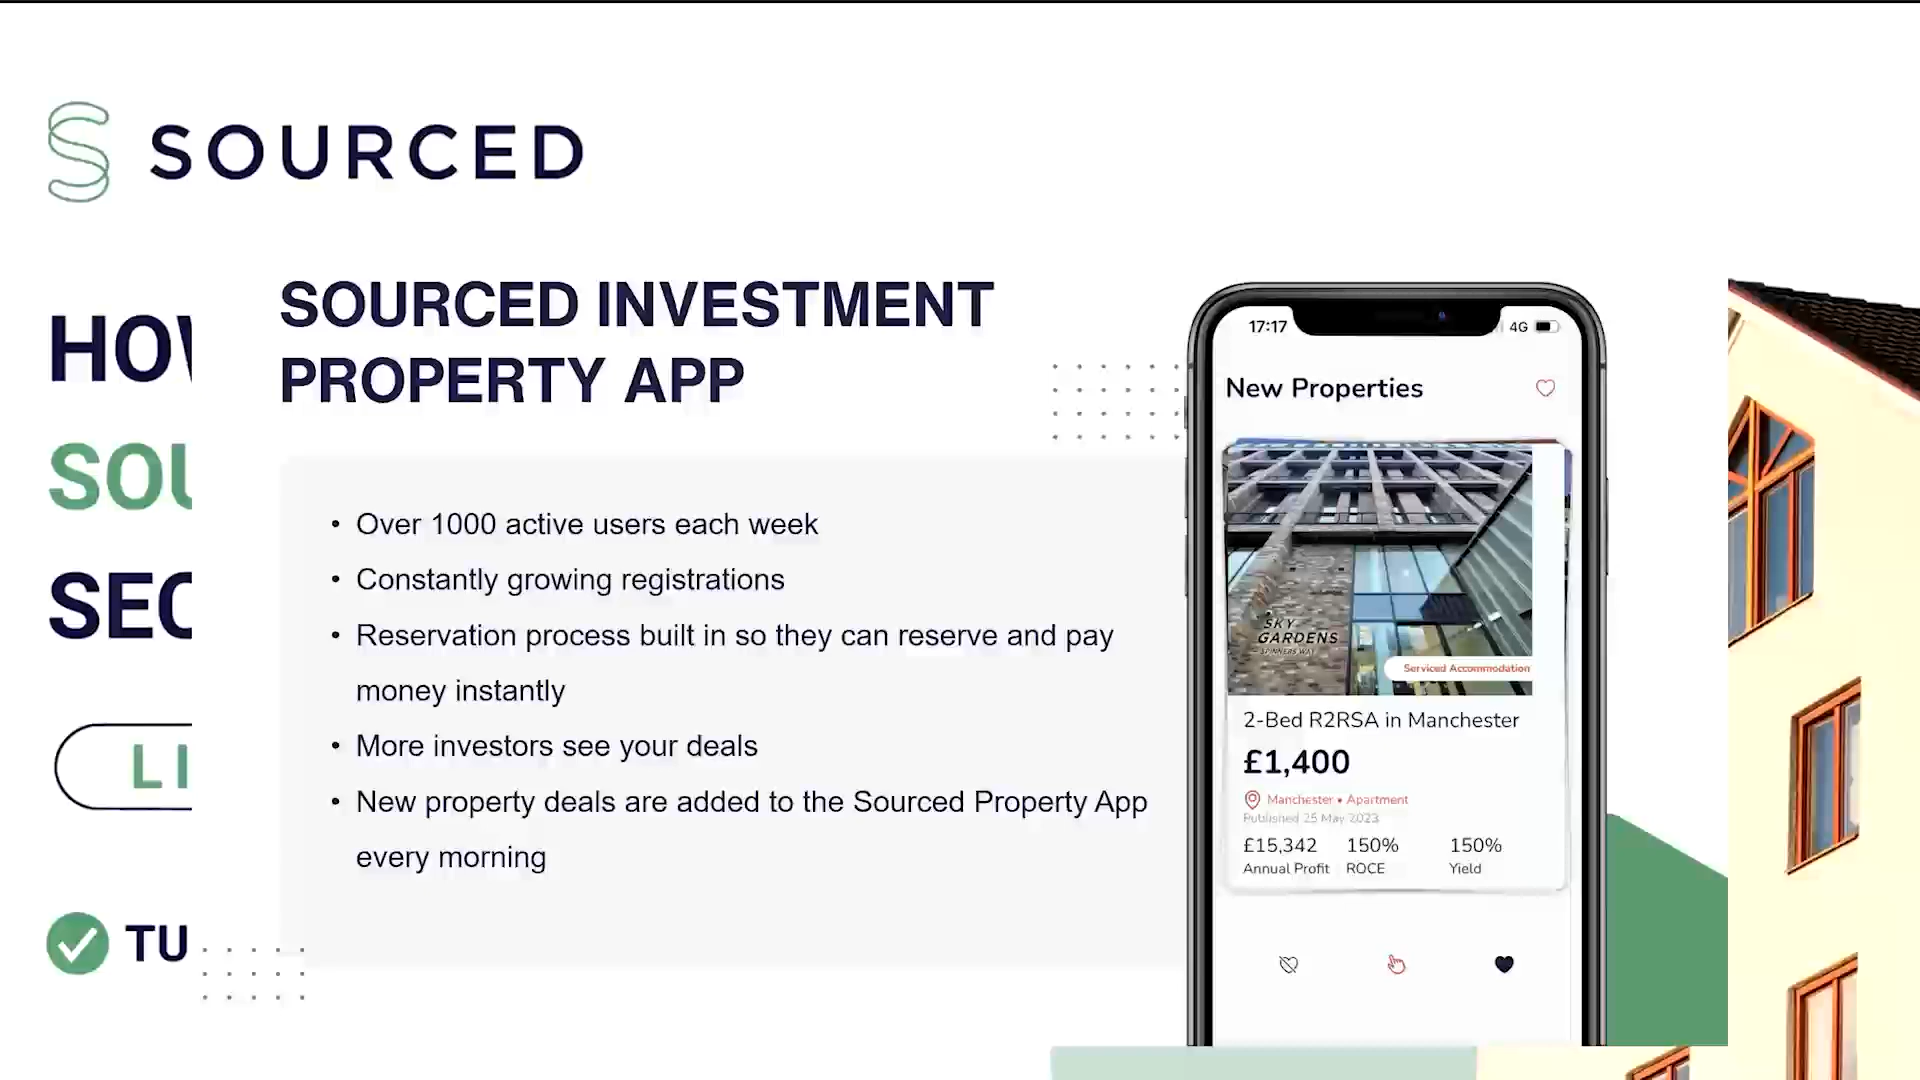 SOURCED
HO
SOU
SEC
LI
TU
SOURCED INVESTMENT
PROPERTY APP
• Over 1000 active users each week
• Constantly growing registrations
• Reservation process built in so they can reserve and pay
money instantly
• More investors see your deals
• New property deals are added to the Sourced Property App
every morning
17:17
4G
New Properties
SKY
GARDENS
SPINNERS WAY
Serviced Accommodation
2-Bed R2RSA in Manchester
£1,400
Manchester • Apartment
Published 25 May 2023
£15,342 150% 150%
Annual Profit ROCE Yield